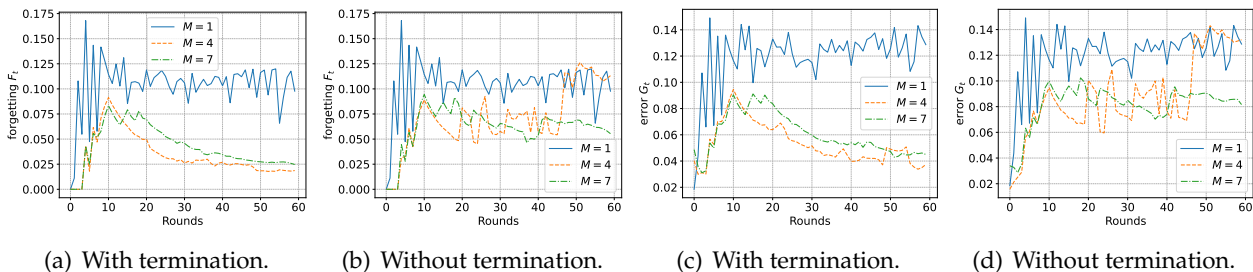 0.175
0.150
0.125
0.100
0.075
0.050
0.025
0.000
forgetting F_t
0 10 20 30 40 50 60
Rounds
M = 1
M = 4
M = 7
(a) With termination.
0.175
0.150
0.125
0.100
0.075
0.050
0.025
0.000
forgetting F_t
0 10 20 30 40 50 60
Rounds
M = 1
M = 4
M = 7
(b) Without termination.
0.14
0.12
0.10
0.08
0.06
0.04
0.02
error G_t
0 10 20 30 40 50 60
Rounds
M = 1
M = 4
M = 7
(c) With termination.
0.14
0.12
0.10
0.08
0.06
0.04
0.02
error G_t
0 10 20 30 40 50 60
Rounds
M = 1
M = 4
M = 7
(d) Without termination.